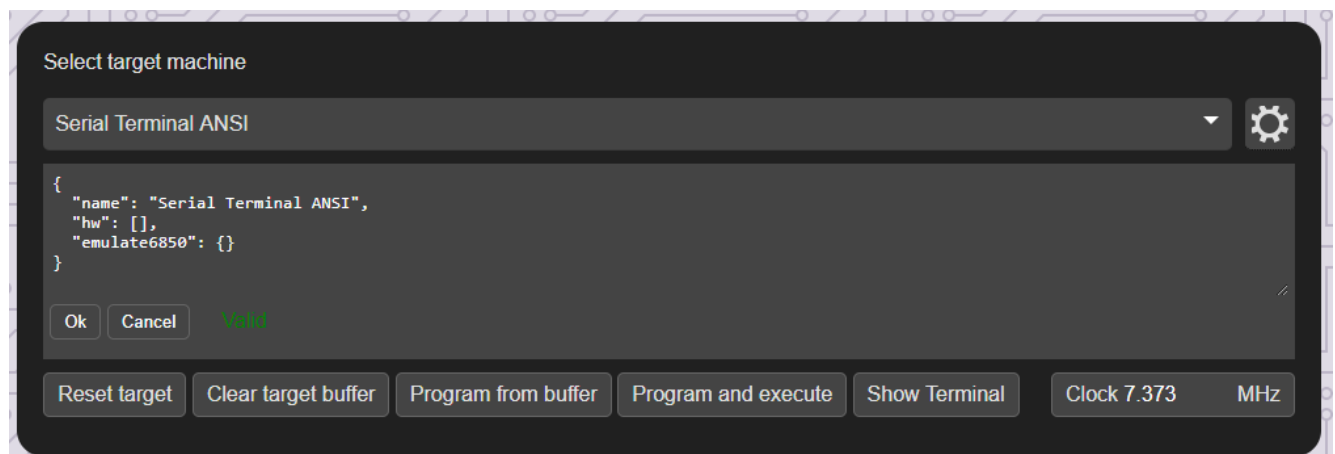 Select target machine
Serial Terminal ANSI
{
  "name": "Serial Terminal ANSI",
  "hw": [],
  "emulate6850": {}
}
Ok Cancel Valid
Reset target Clear target buffer Program from buffer Program and execute Show Terminal Clock 7.373 MHz